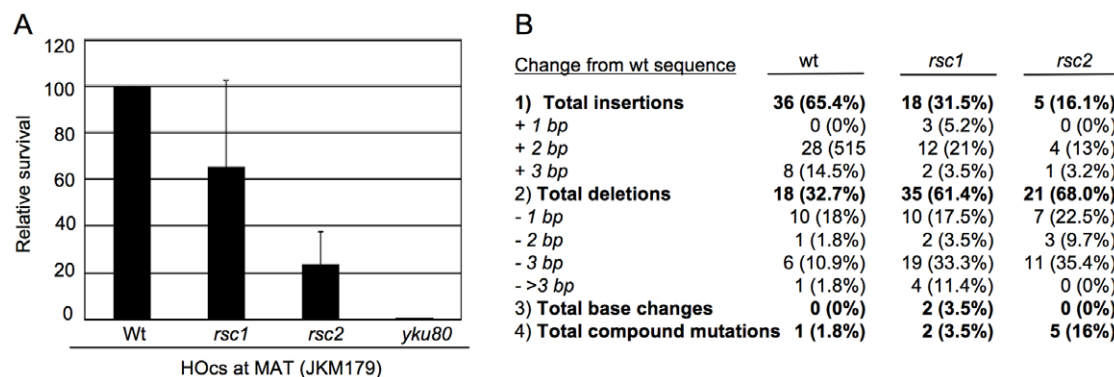 A
120
100
80
60
40
20
0
Relative survival
Wt rsc1 rsc2 yku80
HOcs at MAT (JKM179)
B
Change from wt sequence wt rsc1 rsc2
1) Total insertions 36 (65.4%) 18 (31.5%) 5 (16.1%)
+ 1 bp 0 (0%) 3 (5.2%) 0 (0%)
+ 2 bp 28 (515 12 (21%) 4 (13%)
+ 3 bp 8 (14.5%) 2 (3.5%) 1 (3.2%)
2) Total deletions 18 (32.7%) 35 (61.4%) 21 (68.0%)
- 1 bp 10 (18%) 10 (17.5%) 7 (22.5%)
- 2 bp 1 (1.8%) 2 (3.5%) 3 (9.7%)
- 3 bp 6 (10.9%) 19 (33.3%) 11 (35.4%)
- >3 bp 1 (1.8%) 4 (11.4%) 0 (0%)
3) Total base changes 0 (0%) 2 (3.5%) 0 (0%)
4) Total compound mutations 1 (1.8%) 2 (3.5%) 5 (16%)